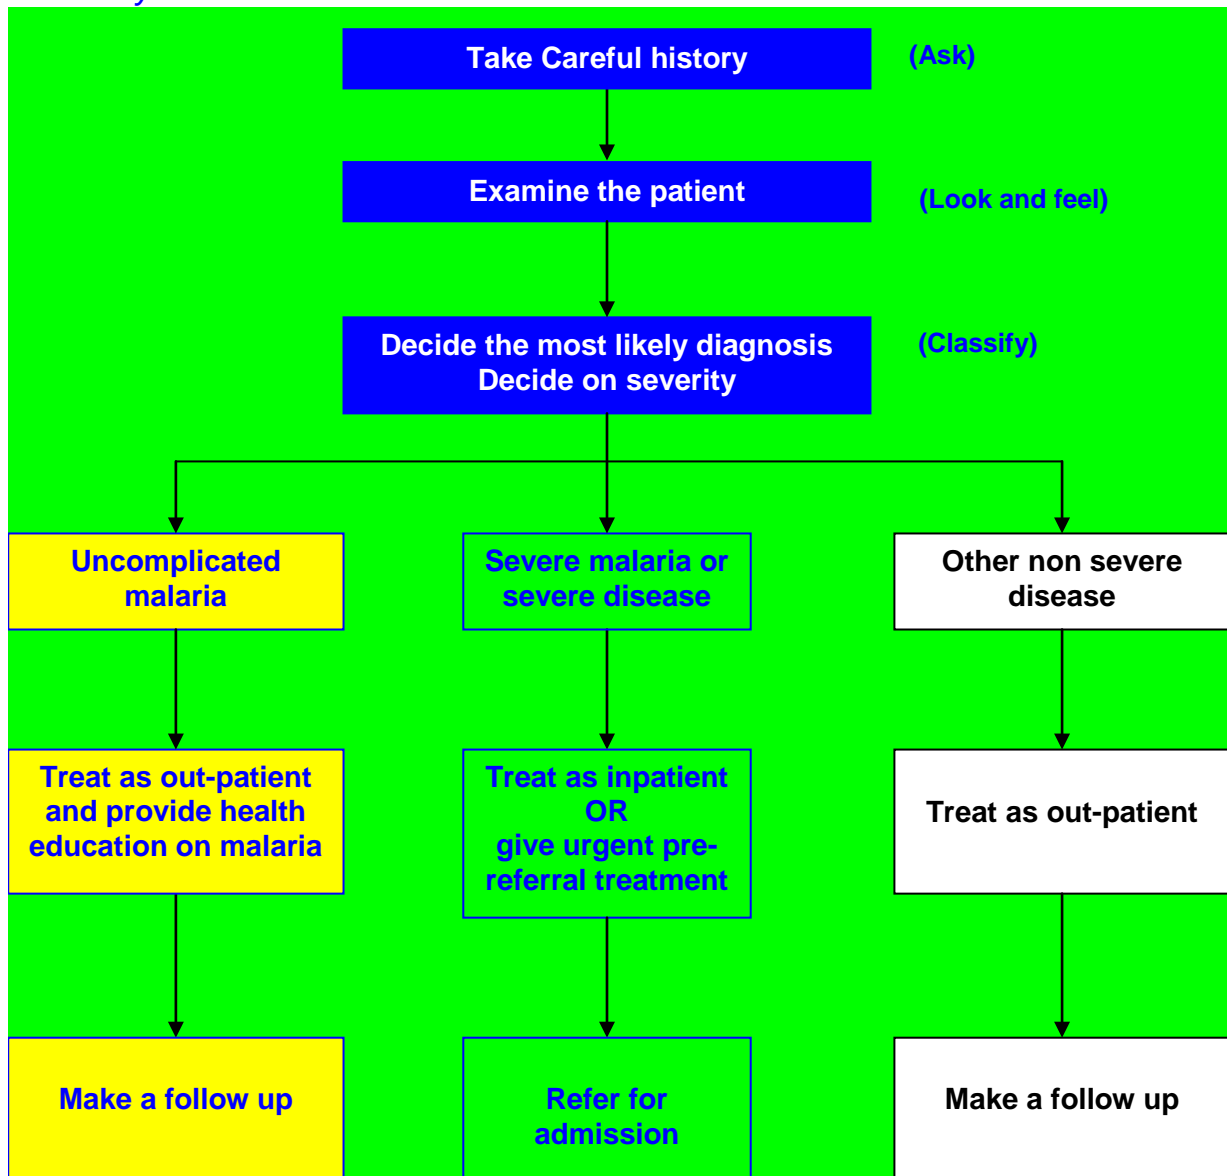 Take Careful history
(Ask)
Examine the patient
(Look and feel)
Decide the most likely diagnosis
Decide on severity
(Classify)
Uncomplicated
malaria
Severe malaria or
severe disease
Other non severe
disease
Treat as out-patient
and provide health
education on malaria
Treat as inpatient
OR
give urgent pre-
referral treatment
Treat as out-patient
Make a follow up
Refer for
admission
Make a follow up